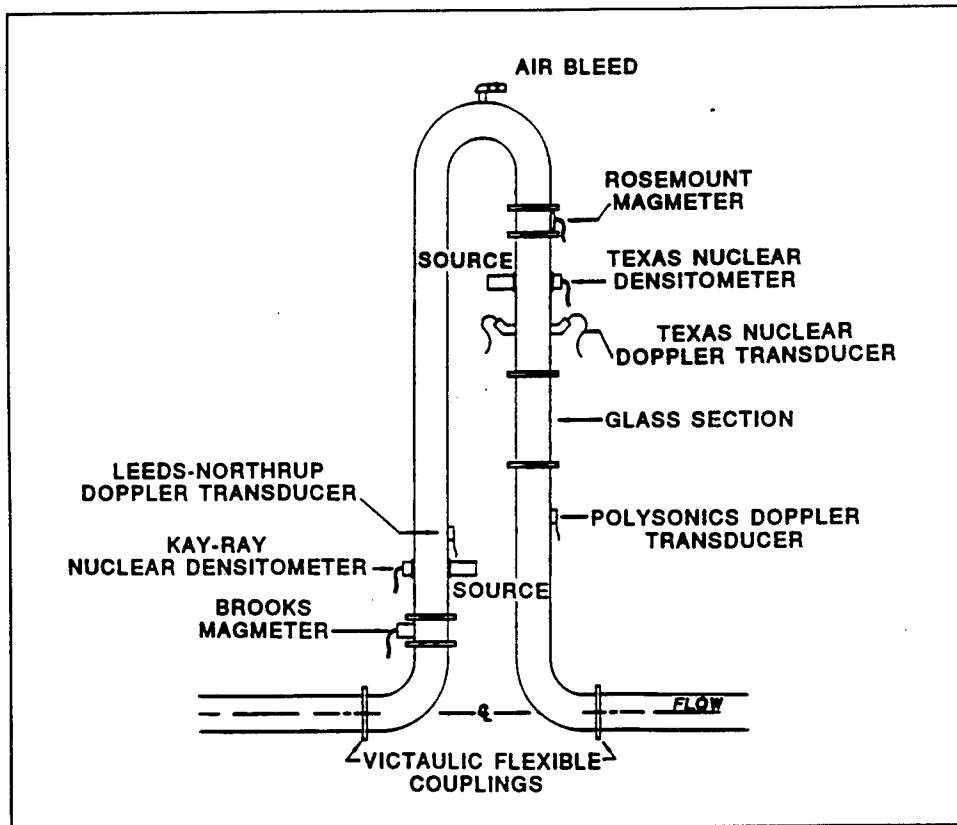 AIR BLEED
ROSEMOUNT
MAGMETER
SOURCE
TEXAS NUCLEAR
DENSITOMETER
TEXAS NUCLEAR
DOPPLER TRANSDUCER
GLASS SECTION
LEEDS-NORTHRUP
DOPPLER TRANSDUCER
POLYSONICS DOPPLER
TRANSDUCER
KAY-RAY
NUCLEAR DENSITOMETER
SOURCE
BROOKS
MAGMETER
℄
FLOW
VICTAULIC FLEXIBLE
COUPLINGS